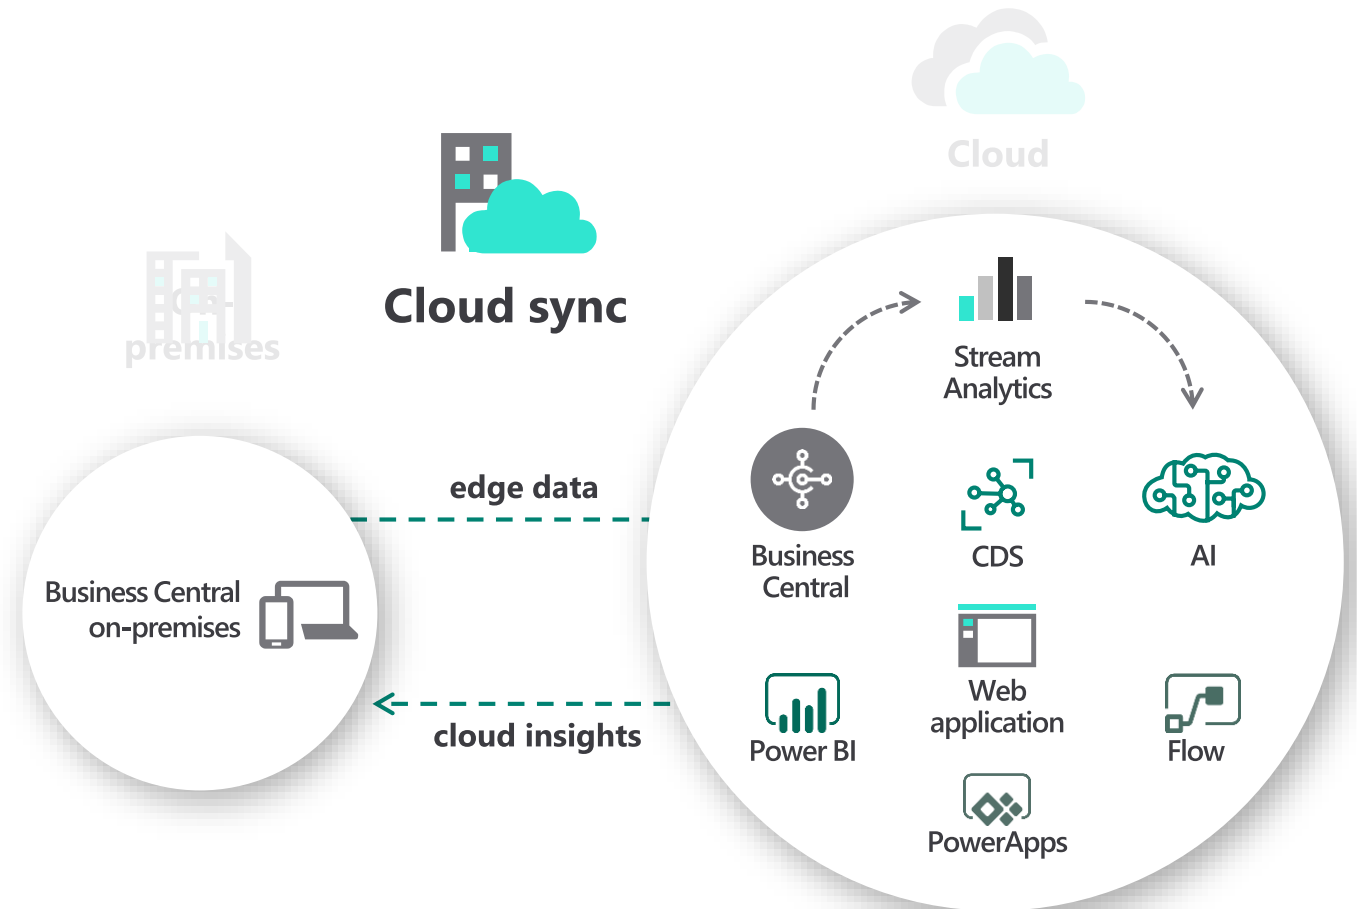 Cloud
Cloud sync
On-
premises
Stream
Analytics
edge data
Business
Central
CDS
AI
Business Central
on-premises
Web
application
cloud insights
Power BI
Flow
PowerApps